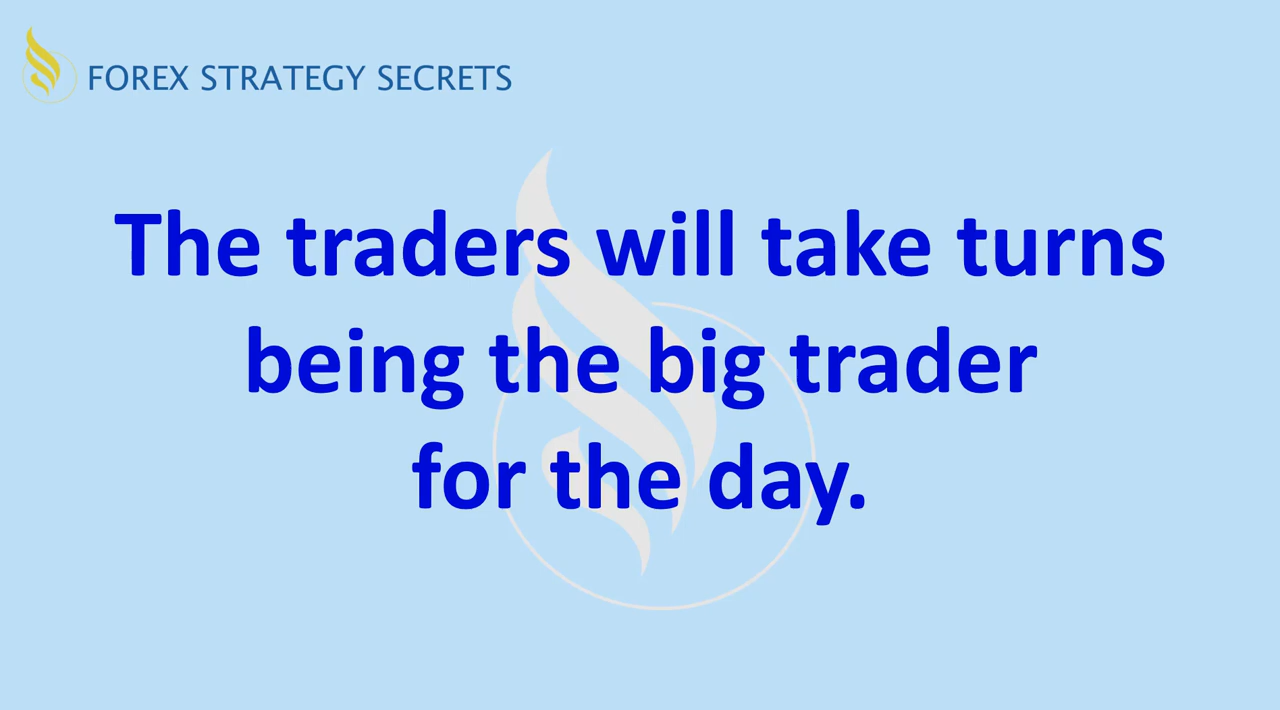 FOREX STRATEGY SECRETS
The traders will take turns
being the big trader
for the day.